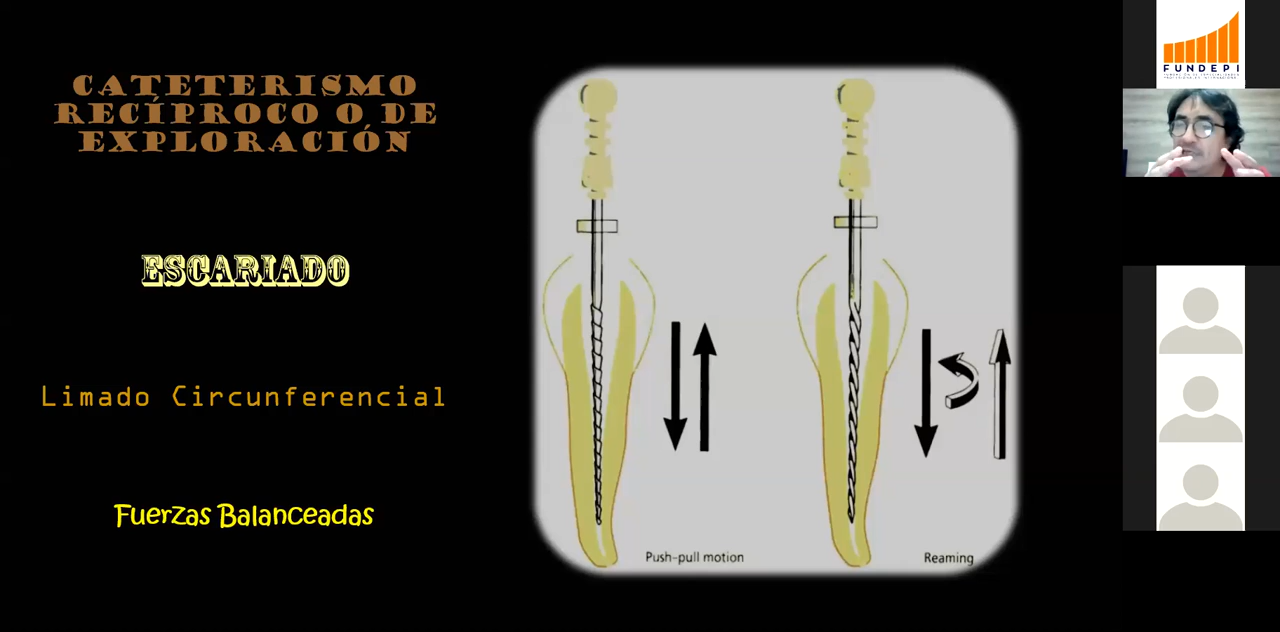 CATETERISMO
RECÍPROCO O DE
EXPLORACIÓN
ESCARIADO
Limado Circunferencial
Fuerzas Balanceadas
Push-pull motion
Reaming
FUNDEPI